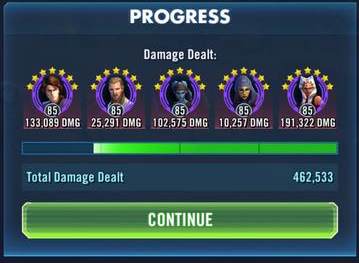 PROGRESS
Damage Dealt:
85 85 85 85 85
133,089 DMG 25,291 DMG 102,575 DMG 10,257 DMG 191,322 DMG
Total Damage Dealt 462,533
CONTINUE